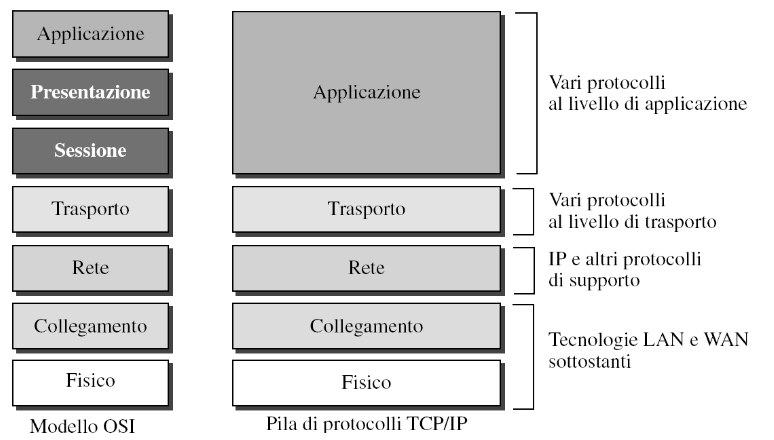 Applicazione
Presentazione
Sessione
Trasporto
Rete
Collegamento
Fisico
Modello OSI
Applicazione
Trasporto
Rete
Collegamento
Fisico
Pila di protocolli TCP/IP
Vari protocolli
al livello di applicazione
Vari protocolli
al livello di trasporto
IP e altri protocolli
di supporto
Tecnologie LAN e WAN
sottostanti